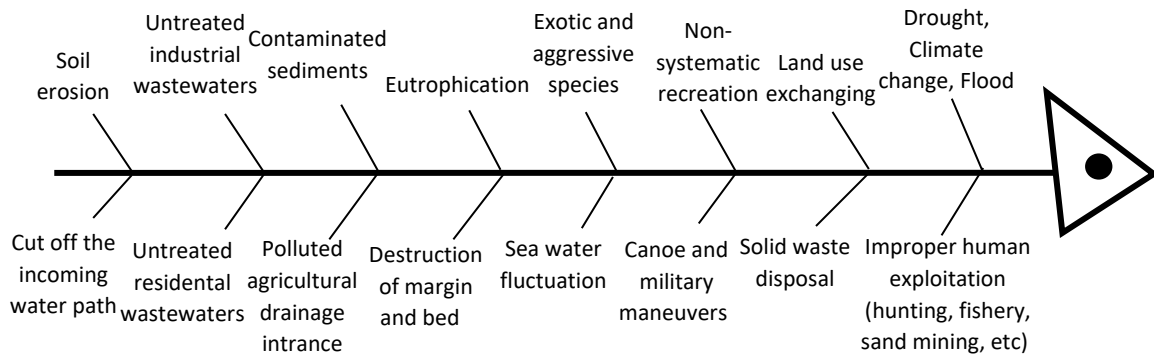 Soil
erosion
Untreated
industrial
wastewaters
Contaminated
sediments
Eutrophication
Exotic and
aggressive
species
Non-
systematic
recreation
Land use
exchanging
Drought,
Climate
change, Flood
Cut off the
incoming
water path
Untreated
residental
wastewaters
Polluted
agricultural
drainage
intrance
Destruction
of margin
and bed
Sea water
fluctuation
Canoe and
military
maneuvers
Solid waste
disposal
Improper human
exploitation
(hunting, fishery,
sand mining, etc)